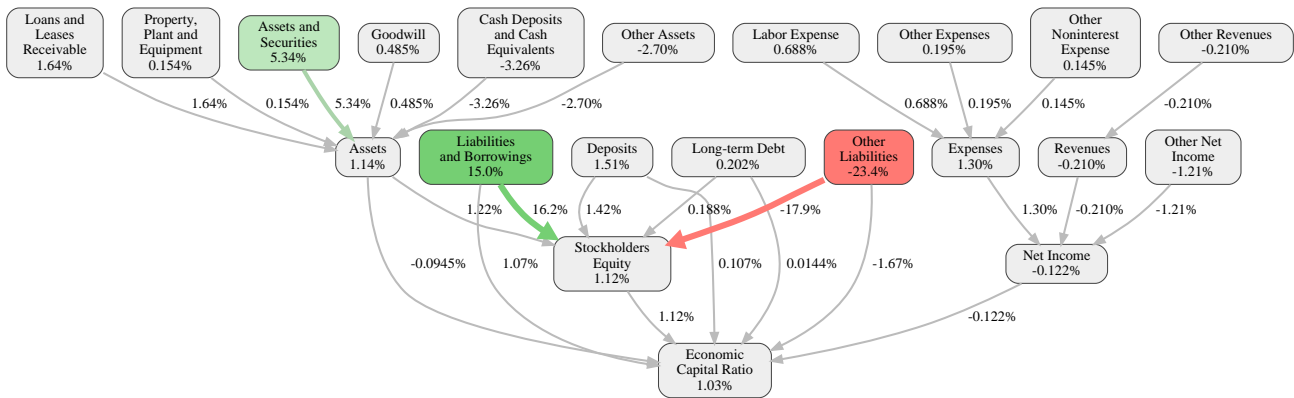 Loans and
Leases
Receivable
1.64%
Property,
Plant and
Equipment
0.154%
Assets and
Securities
5.34%
Goodwill
0.485%
Cash Deposits
and Cash
Equivalents
-3.26%
Other Assets
-2.70%
Labor Expense
0.688%
Other Expenses
0.195%
Other
Noninterest
Expense
0.145%
Other Revenues
-0.210%
1.64%
0.154%
5.34%
0.485%
-3.26%
-2.70%
0.688%
0.195%
0.145%
-0.210%
Assets
1.14%
Liabilities
and Borrowings
15.0%
Deposits
1.51%
Long-term Debt
0.202%
Other
Liabilities
-23.4%
Expenses
1.30%
Revenues
-0.210%
Other Net
Income
-1.21%
1.22%
16.2%
1.42%
0.188%
-17.9%
1.30%
-0.210%
-1.21%
Stockholders
Equity
1.12%
Net Income
-0.122%
-0.0945%
1.07%
0.107%
0.0144%
-1.67%
1.12%
-0.122%
Economic
Capital Ratio
1.03%